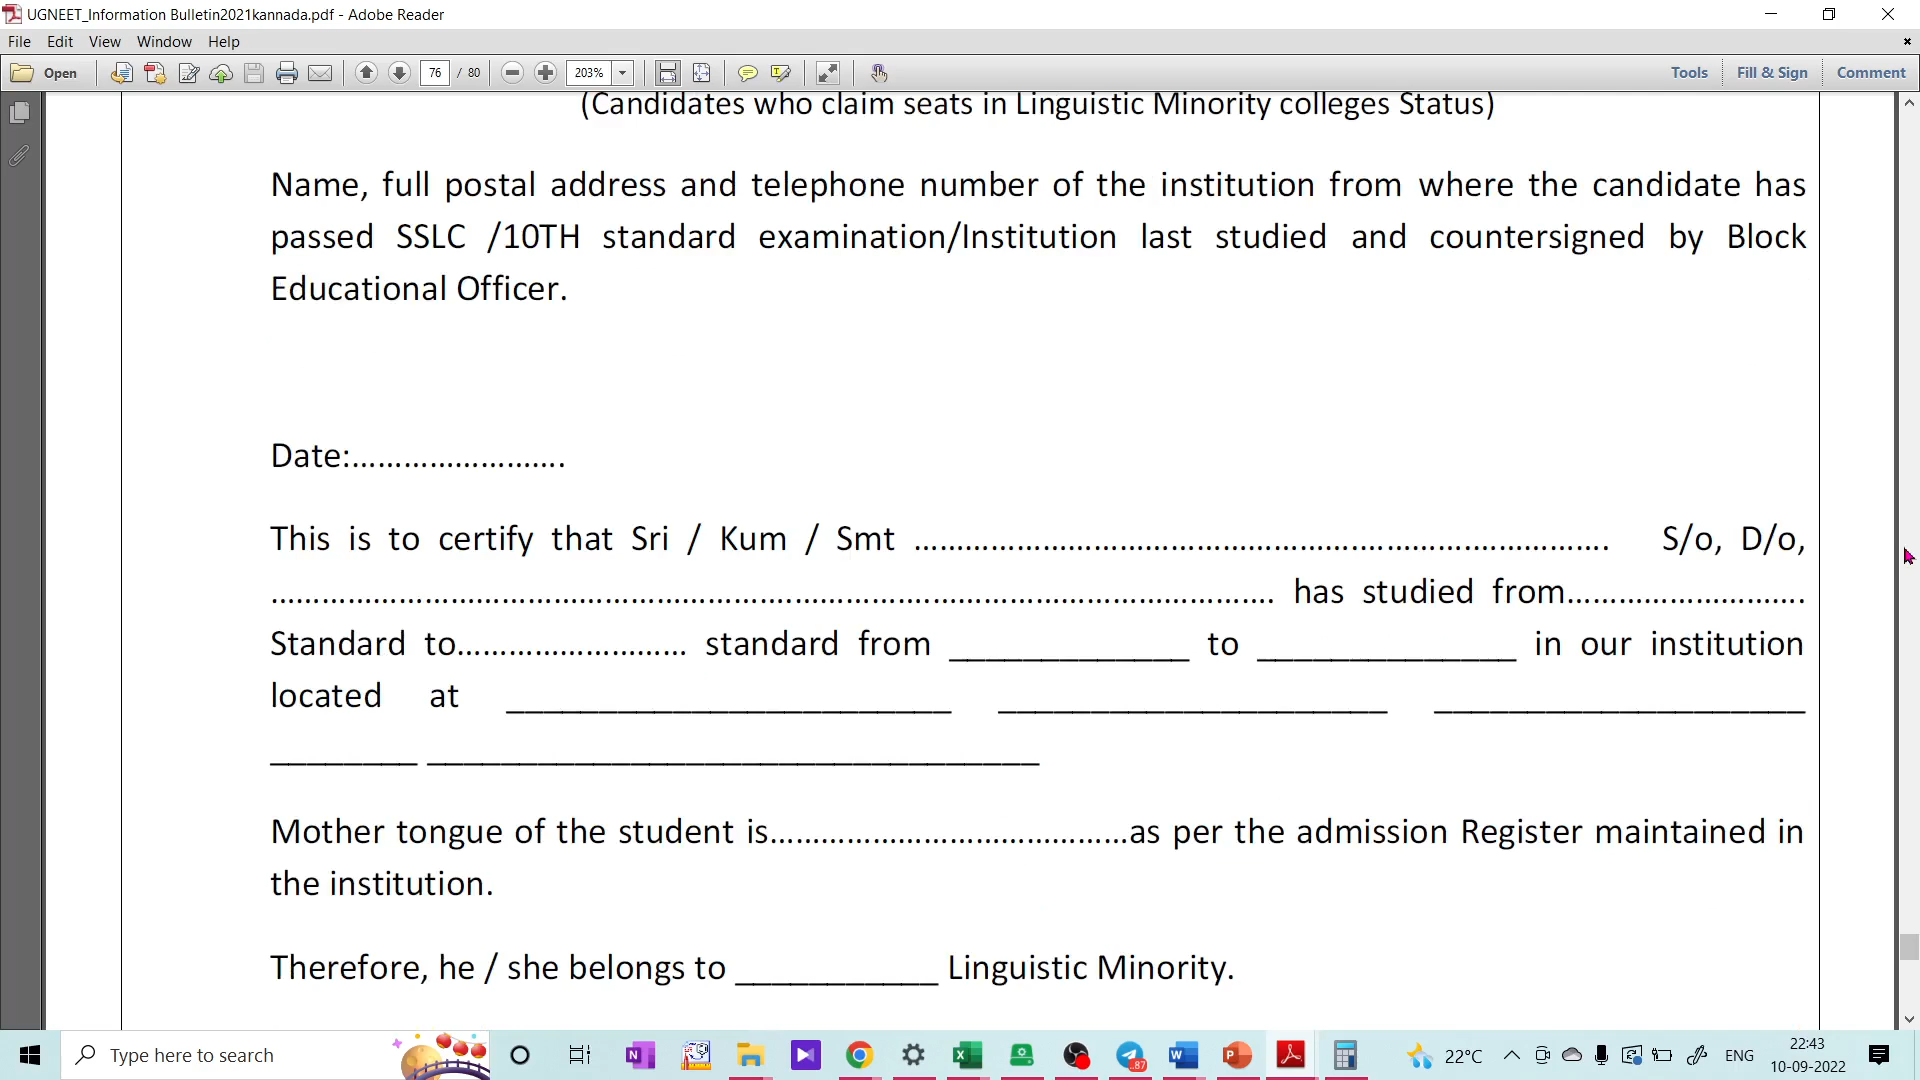 UGNEET_Information Bulletin2021kannada.pdf - Adobe Reader
File Edit View Window Help
Open 76 / 80 203% Tools Fill & Sign Comment
(Candidates who claim seats in Linguistic Minority colleges Status)
Name, full postal address and telephone number of the institution from where the candidate has
passed SSLC /10TH standard examination/Institution last studied and countersigned by Block
Educational Officer.
Date:…………………….
This is to certify that Sri / Kum / Smt ………………………………………………………………………. S/o, D/o,
………………………………………………………………………………………………………. has studied from……………………….
Standard to……………………… standard from _____________ to ______________ in our institution
located at ________________________ _____________________ ____________________
________ _________________________________
Mother tongue of the student is……………………………………as per the admission Register maintained in
the institution.
Therefore, he / she belongs to ___________ Linguistic Minority.
Type here to search 87 22°C ENG 22:43
10-09-2022